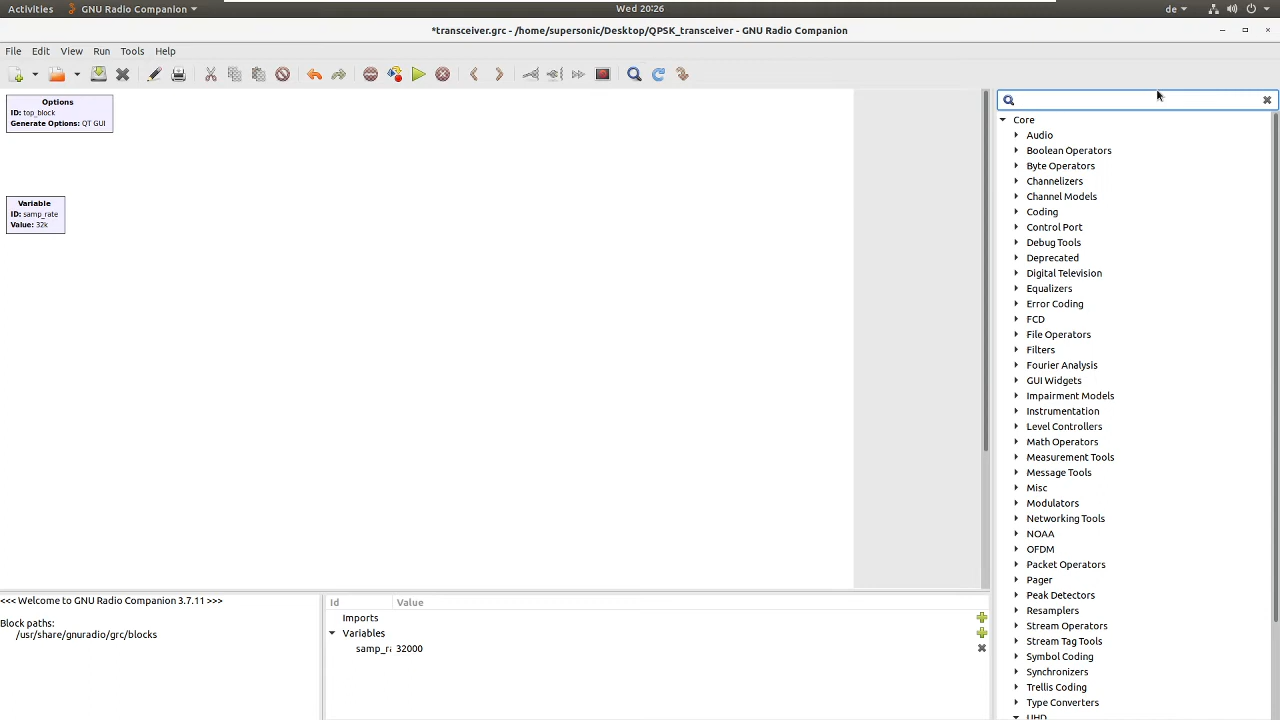 Activities
GNU Radio Companion
Wed 20:26
de
*transceiver.grc - /home/supersonic/Desktop/QPSK_transceiver - GNU Radio Companion
File Edit View Run Tools Help
Options
ID: top_block
Generate Options: QT GUI
Variable
ID: samp_rate
Value: 32k
Core
Audio
Boolean Operators
Byte Operators
Channelizers
Channel Models
Coding
Control Port
Debug Tools
Deprecated
Digital Television
Equalizers
Error Coding
FCD
File Operators
Filters
Fourier Analysis
GUI Widgets
Impairment Models
Instrumentation
Level Controllers
Math Operators
Measurement Tools
Message Tools
Misc
Modulators
Networking Tools
NOAA
OFDM
Packet Operators
Pager
Peak Detectors
Resamplers
Stream Operators
Stream Tag Tools
Symbol Coding
Synchronizers
Trellis Coding
Type Converters
UHD
<<< Welcome to GNU Radio Companion 3.7.11 >>>
Block paths:
/usr/share/gnuradio/grc/blocks
Id Value
Imports
Variables
samp_ra 32000